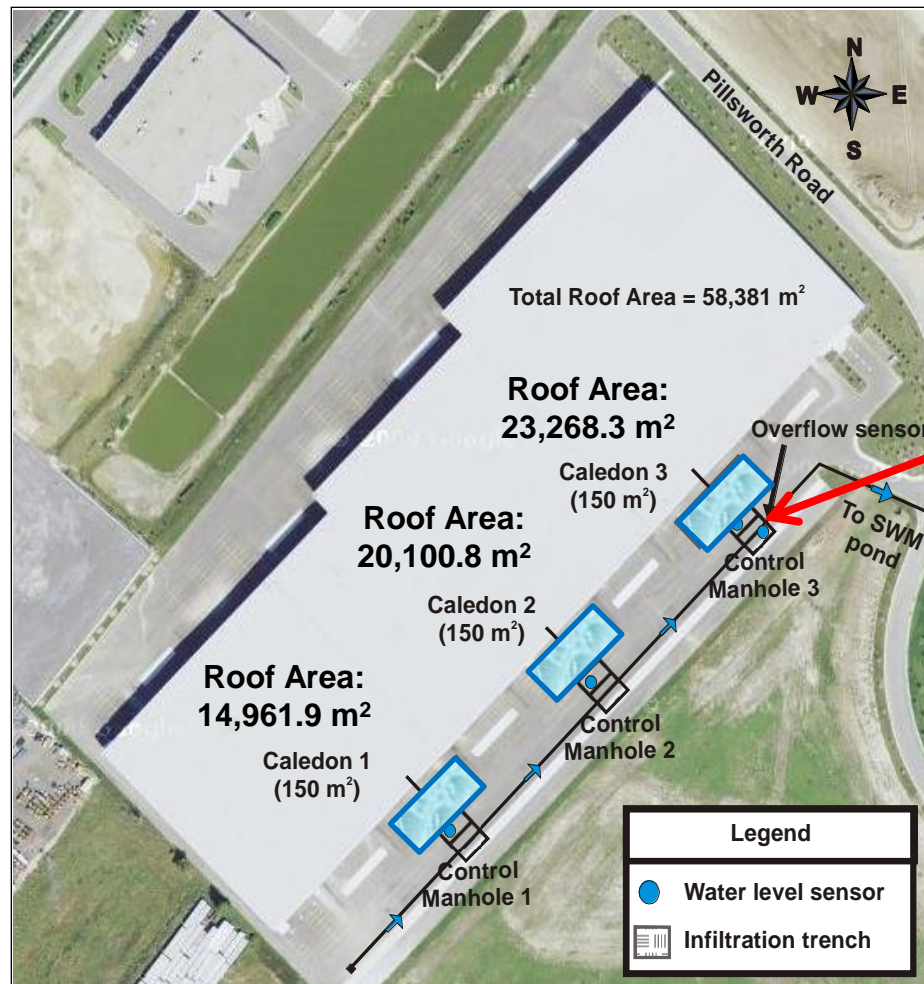 N
W E
S
Pillsworth Road
Total Roof Area = 58,381 m²
Roof Area:
23,268.3 m²
Overflow sensor
Caledon 3
(150 m²)
Roof Area:
20,100.8 m²
To SWM
pond
Control
Manhole 3
Caledon 2
(150 m²)
Roof Area:
14,961.9 m²
Control
Manhole 2
Caledon 1
(150 m²)
Control
Manhole 1
Legend
Water level sensor
Infiltration trench